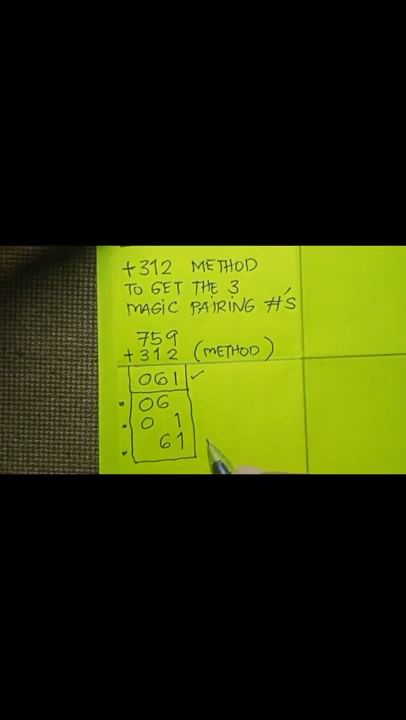 +312 METHOD
TO GET THE 3
MAGIC PAIRING #'S
759
+312 (METHOD)
061
06
0 1
61